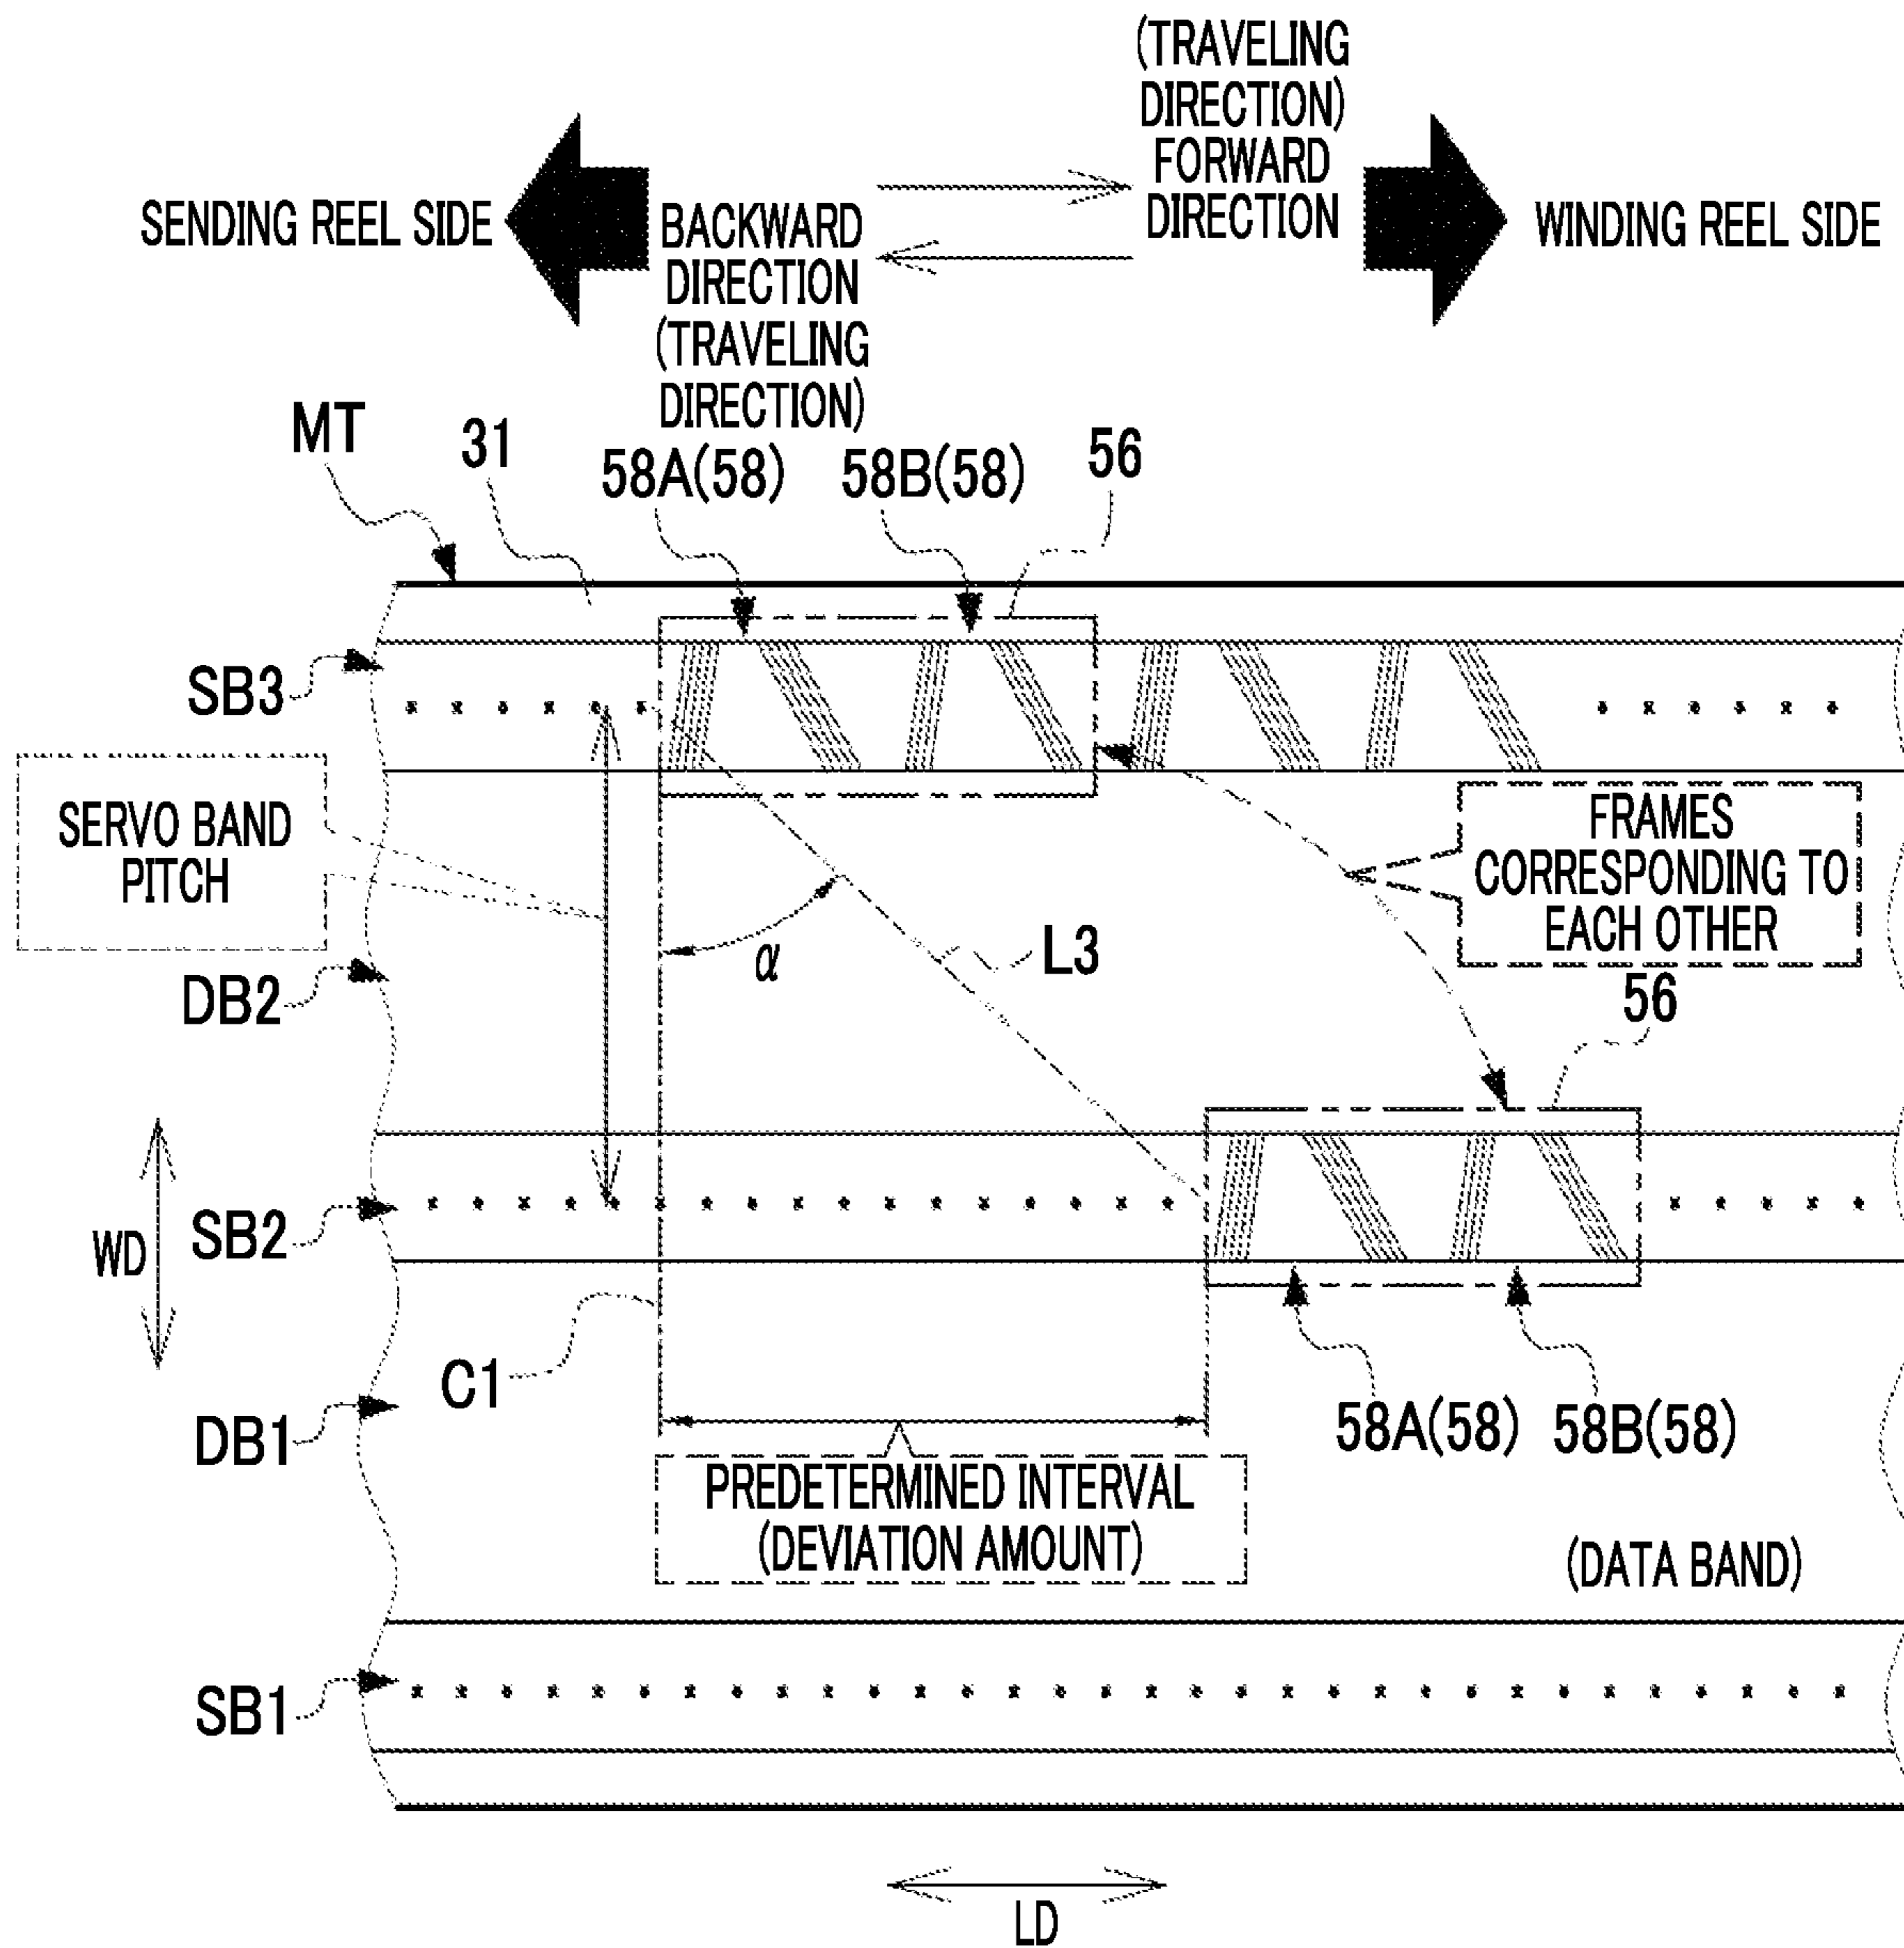 (TRAVELING
DIRECTION)
FORWARD
DIRECTION
SENDING REEL SIDE
BACKWARD
DIRECTION
(TRAVELING
DIRECTION)
WINDING REEL SIDE
MT
31
58A(58)
58B(58)
56
SB3
SERVO BAND
PITCH
FRAMES
CORRESPONDING TO
EACH OTHER
α
L3
DB2
56
SB2
WD
C1
58A(58)
58B(58)
DB1
PREDETERMINED INTERVAL
(DEVIATION AMOUNT)
(DATA BAND)
SB1
LD